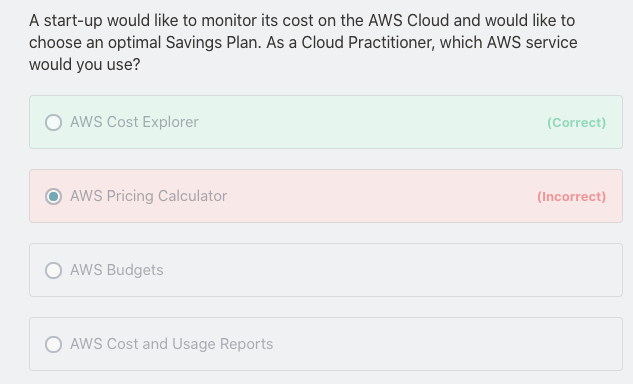 A start-up would like to monitor its cost on the AWS Cloud and would like to
choose an optimal Savings Plan. As a Cloud Practitioner, which AWS service
would you use?
AWS Cost Explorer (Correct)
AWS Pricing Calculator (Incorrect)
AWS Budgets
AWS Cost and Usage Reports